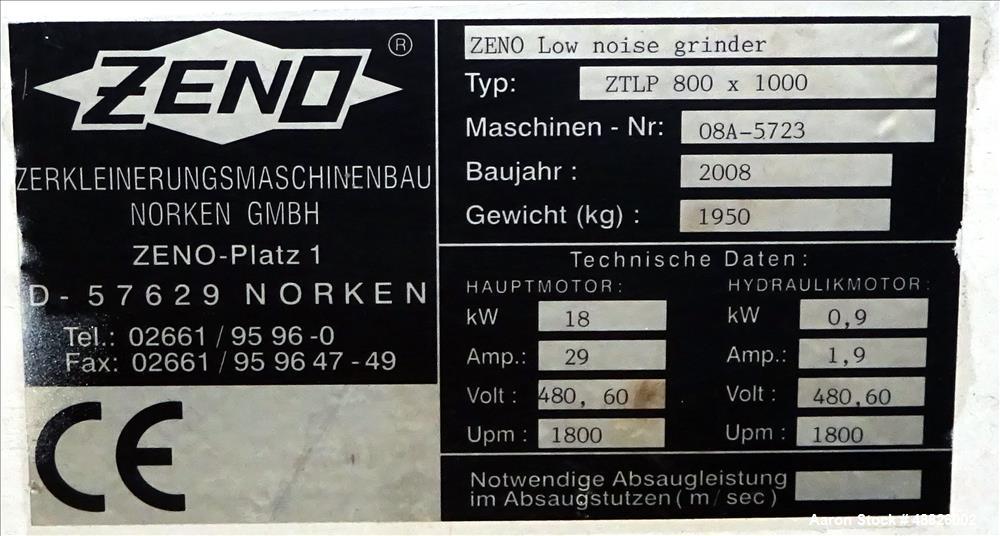 ZENO ®
ZERKLEINERUNGSMASCHINENBAU
NORKEN GMBH
ZENO-Platz 1
D-57629 NORKEN
Tel.: 02661 / 95 96-0
Fax: 02661 / 95 96 47-49
CE
ZENO Low noise grinder
Typ: ZTLP 800 x 1000
Maschinen - Nr: 08A-5723
Baujahr : 2008
Gewicht (kg) : 1950
Technische Daten:
HAUPTMOTOR: HYDRAULIKMOTOR:
kW 18 kW 0,9
Amp.: 29 Amp.: 1,9
Volt : 480, 60 Volt : 480,60
Upm : 1800 Upm : 1800
Notwendige Absaugleistung
im Absaugstutzen ( m / sec )
Aaron Stock # 48826002